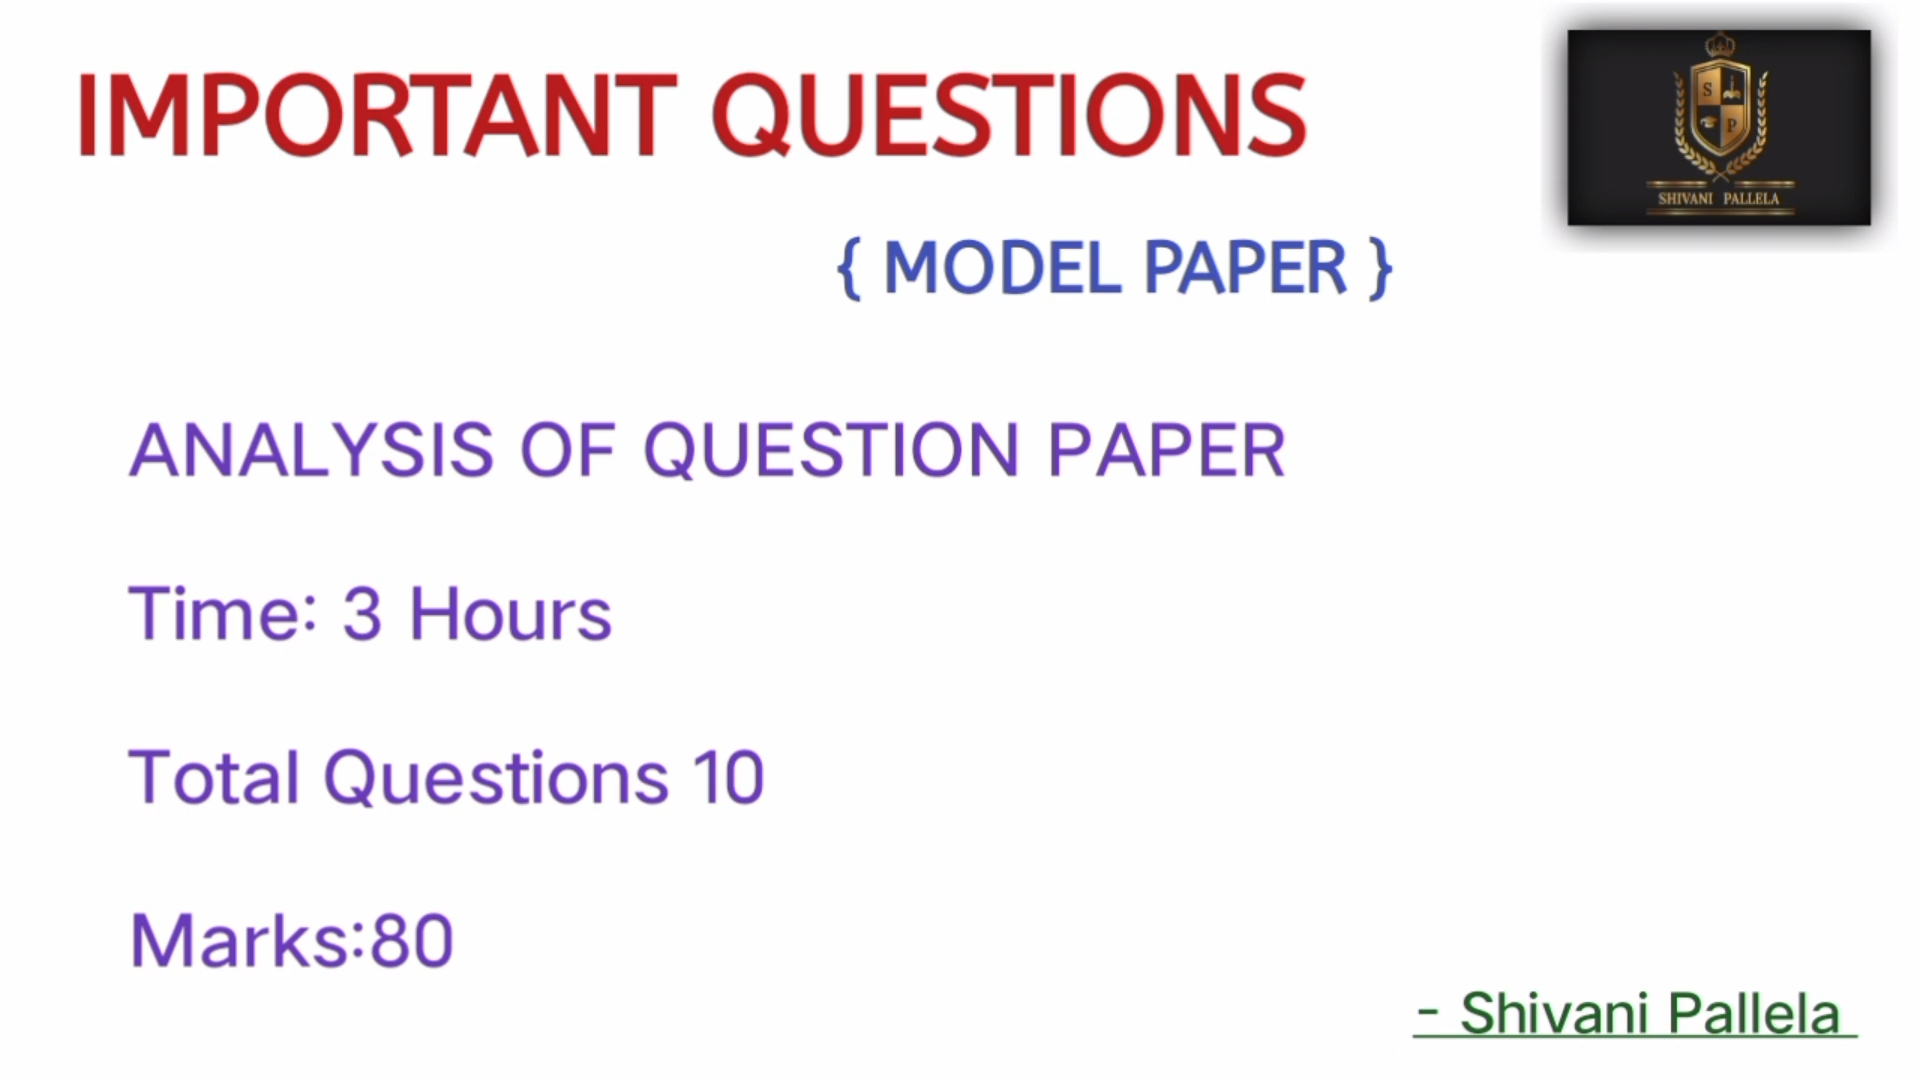 IMPORTANT QUESTIONS
S
P
SHIVANI PALLELA
{ MODEL PAPER }
ANALYSIS OF QUESTION PAPER
Time: 3 Hours
Total Questions 10
Marks:80
- Shivani Pallela